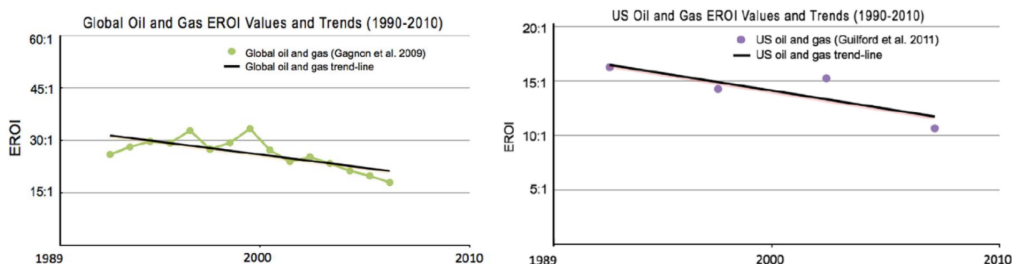 Global Oil and Gas EROI Values and Trends (1990-2010)
60:1
Global oil and gas (Gagnon et al. 2009)
Global oil and gas trend-line
45:1
EROI
30:1
15:1
1989
2000
2010
US Oil and Gas EROI Values and Trends (1990-2010)
20:1
US oil and gas (Guilford et al. 2011)
US oil and gas trend-line
15:1
EROI
10:1
5:1
1989
2000
2010